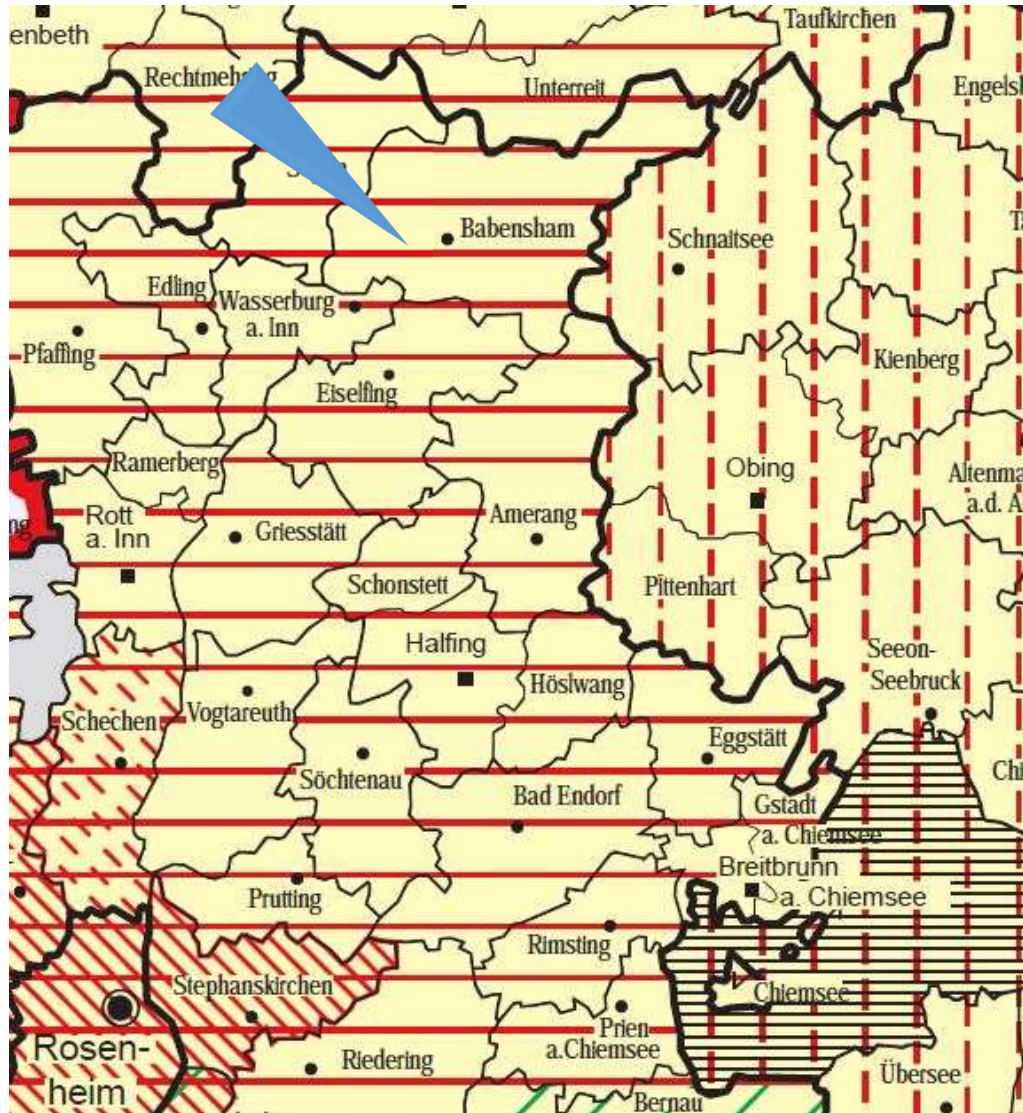 enbeth
Taufkirchen
Rechtmehring
Unterreit
Babensham
Schnaitsee
Edling
Wasserburg
a. Inn
Pfaffing
Kienberg
Eiselfing
Ramerberg
Obing
Rott
a. Inn
Griesstätt
Amerang
Schonstett
Pittenhart
Halfing
Höslwang
Seeon-
Seebruck
Schechen
Vogtareuth
Eggstätt
Söchtenau
Bad Endorf
Gstadt
a. Chiemsee
Breitbrunn
a. Chiemsee
Prutting
Rimsting
Stephanskirchen
Chiemsee
Rosen-
heim
Prien
a.Chiemsee
Riedering
Übersee
Bernau